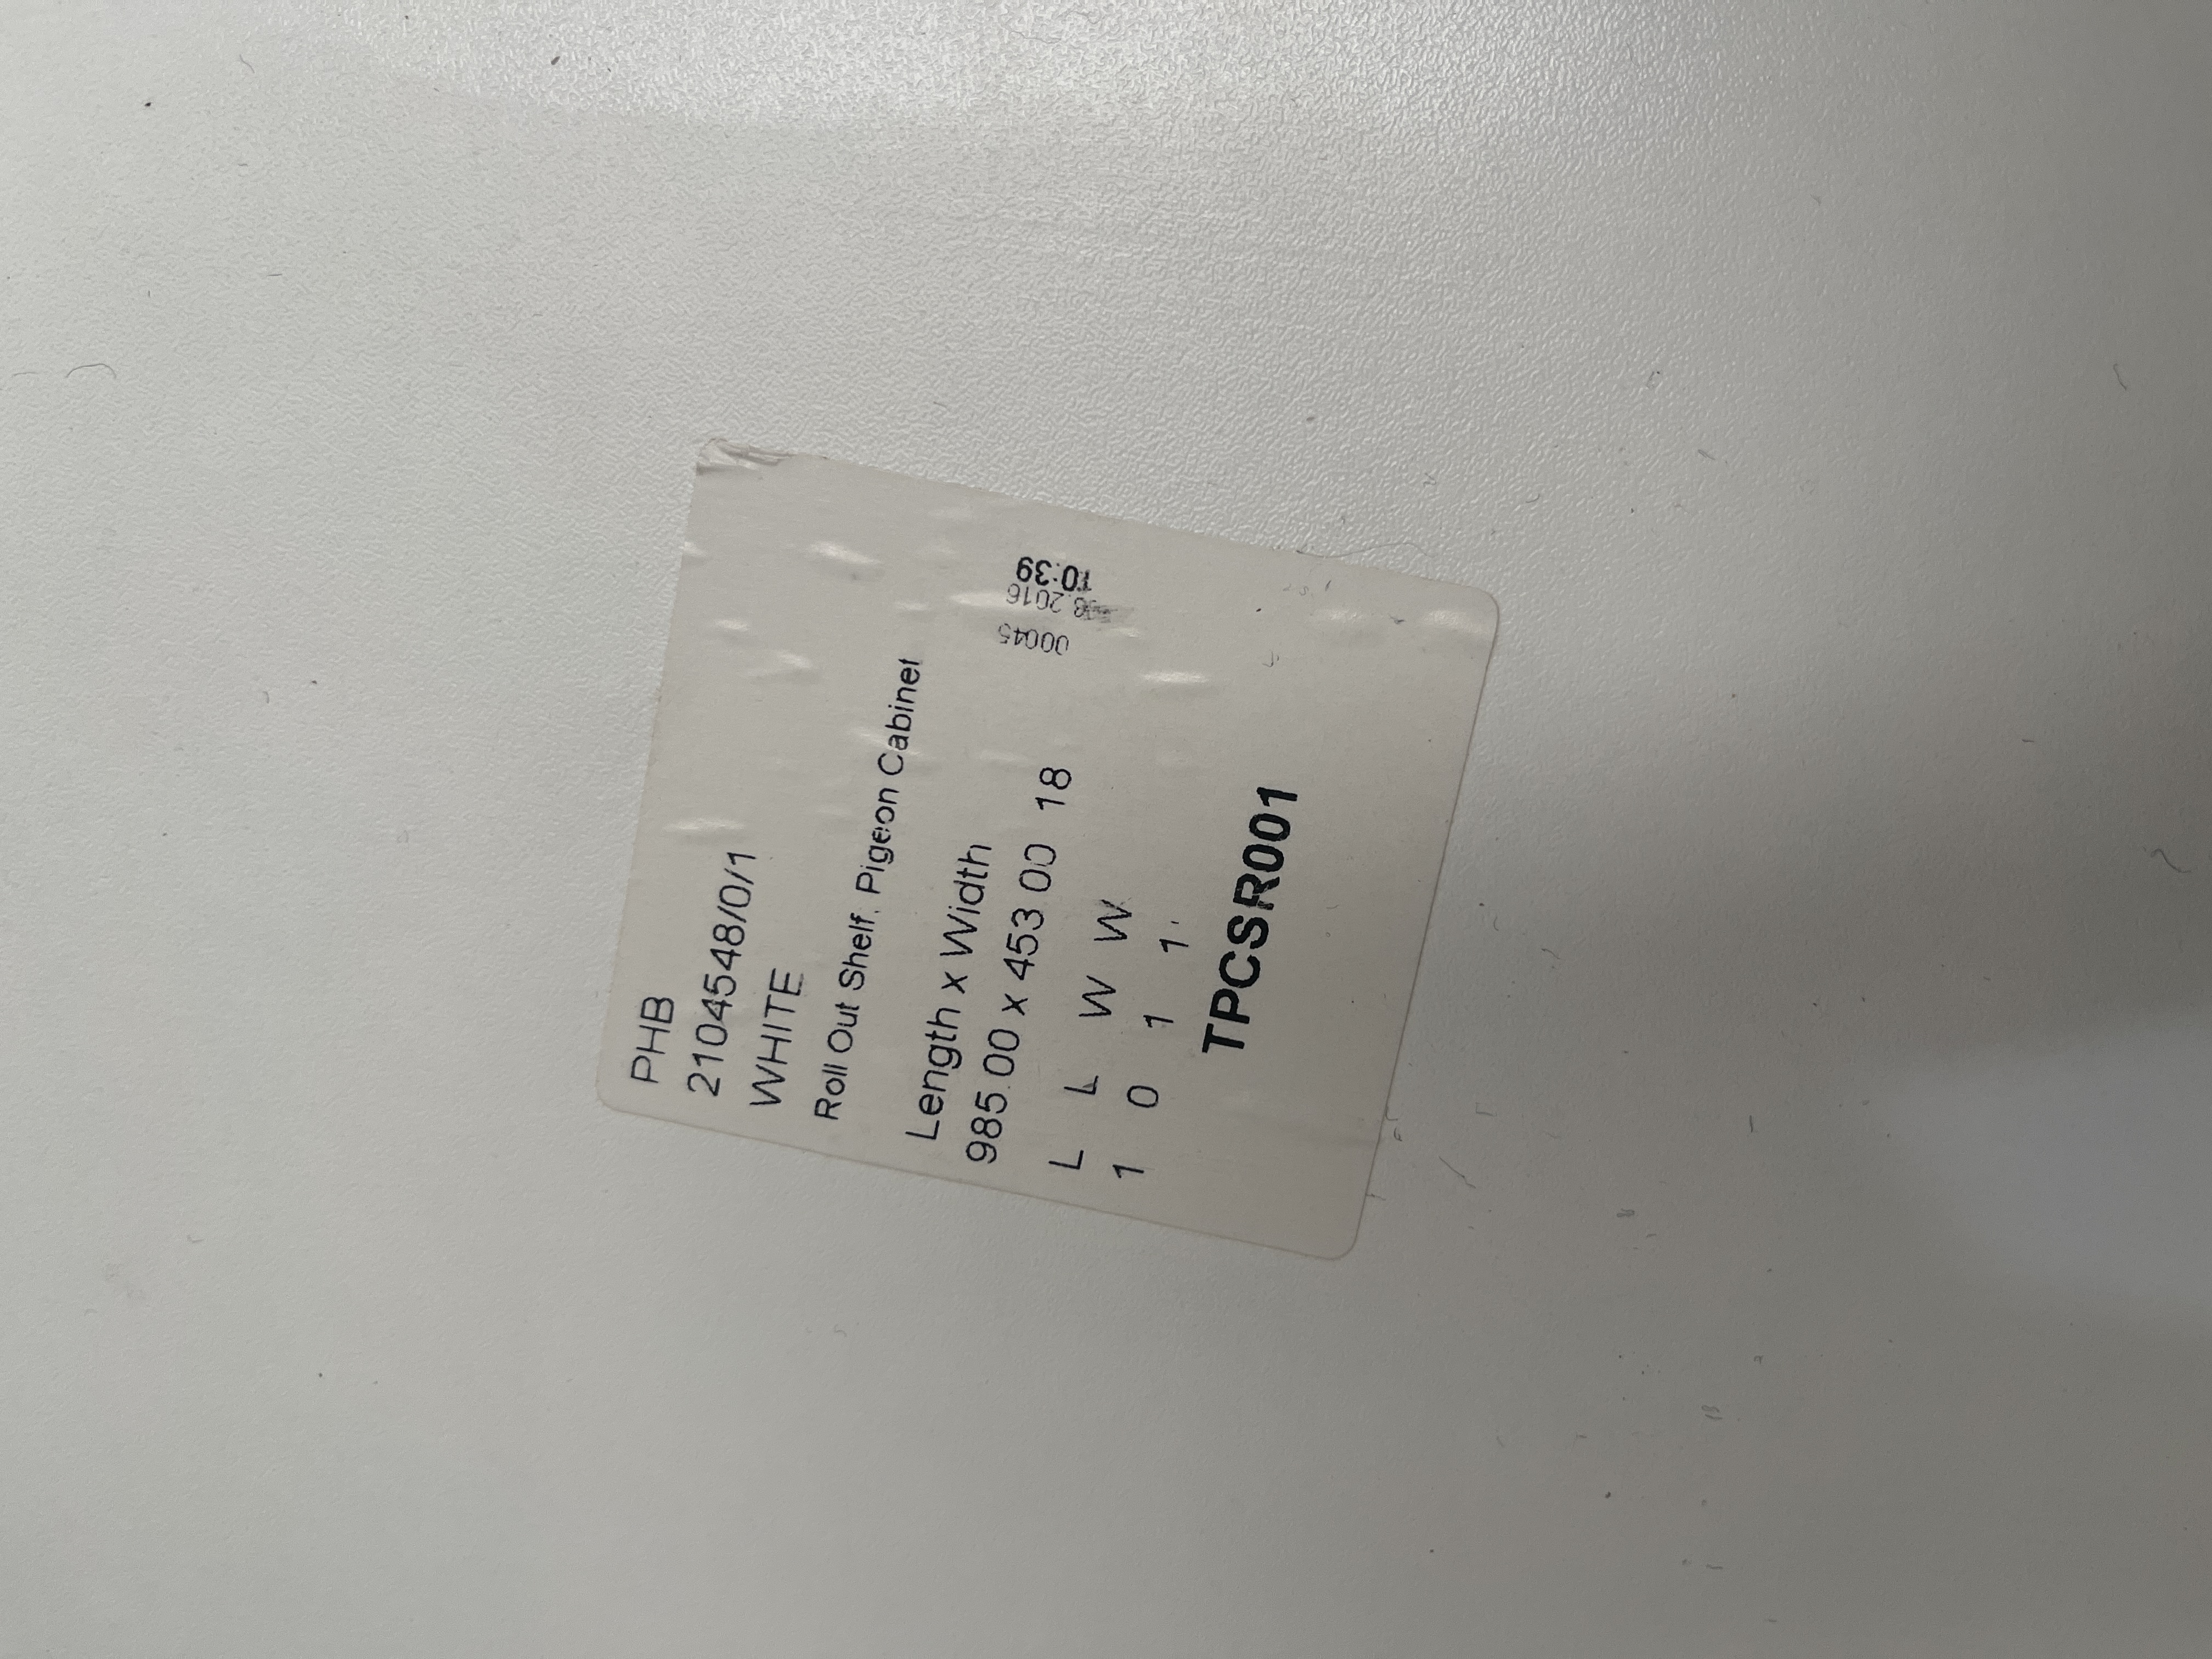 PHB
2104548/0/1
WHITE
Roll Out Shelf, Pigeon Cabinet
Length x Width
985.00 x 453 00 18
L L W W
1 0 1 1
TPCSR001
10:39
2016
00045